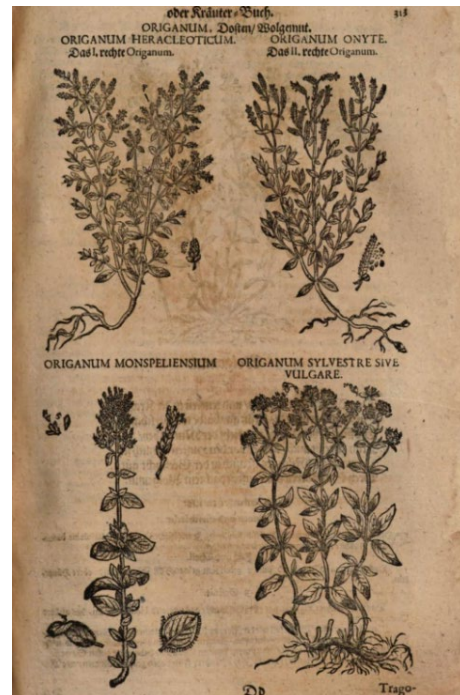 oder Kräuter-Buch. 313
ORIGANUM, Dosten/ Wolgemut.
ORIGANUM HERACLEOTICUM. ORIGANUM ONYTE.
Das I. rechte Origanum. Das II. rechte Origanum.
ORIGANUM MONSPELIENSIUM ORIGANUM SYLVESTRE SIVE
VULGARE.
Dd Trago-